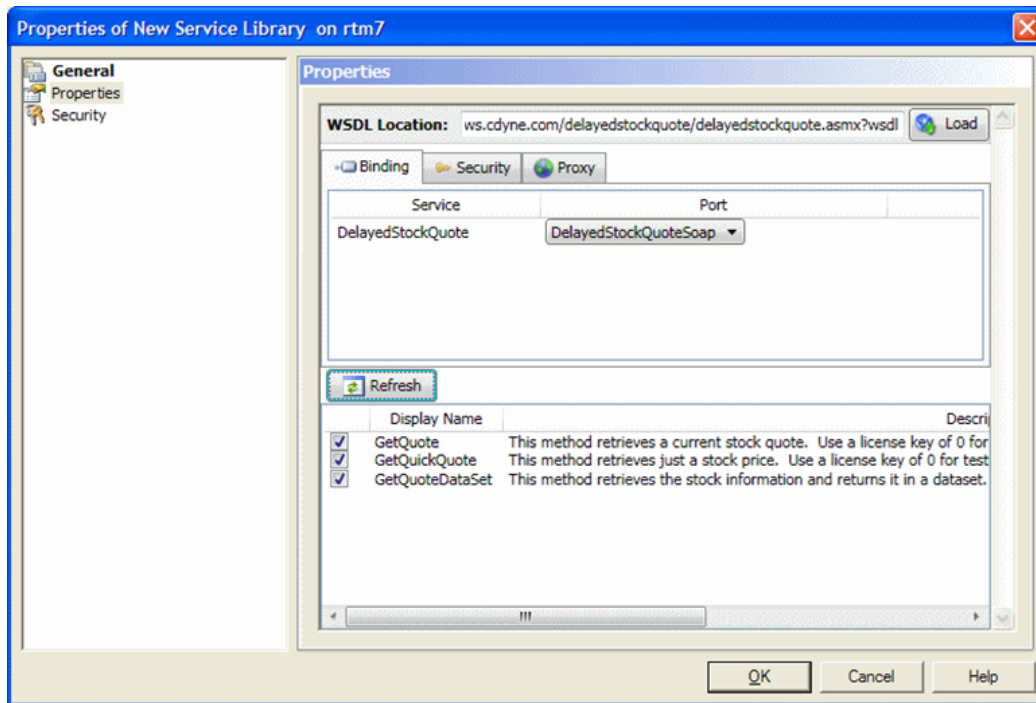 Properties of New Service Library on rtm7
General
Properties
Security
Properties
WSDL Location: ws.cdyne.com/delayedstockquote/delayedstockquote.asmx?wsdl Load
Binding Security Proxy
Service Port
DelayedStockQuote DelayedStockQuoteSoap
Refresh
Display Name Descri
GetQuote This method retrieves a current stock quote. Use a license key of 0 for
GetQuickQuote This method retrieves just a stock price. Use a license key of 0 for test
GetQuoteDataSet This method retrieves the stock information and returns it in a dataset.
OK Cancel Help